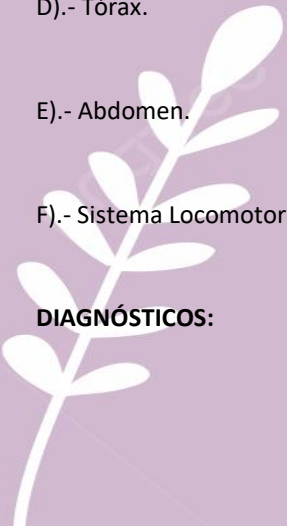 D).- Tórax.
E).- Abdomen.
F).- Sistema Locomotor
DIAGNÓSTICOS: